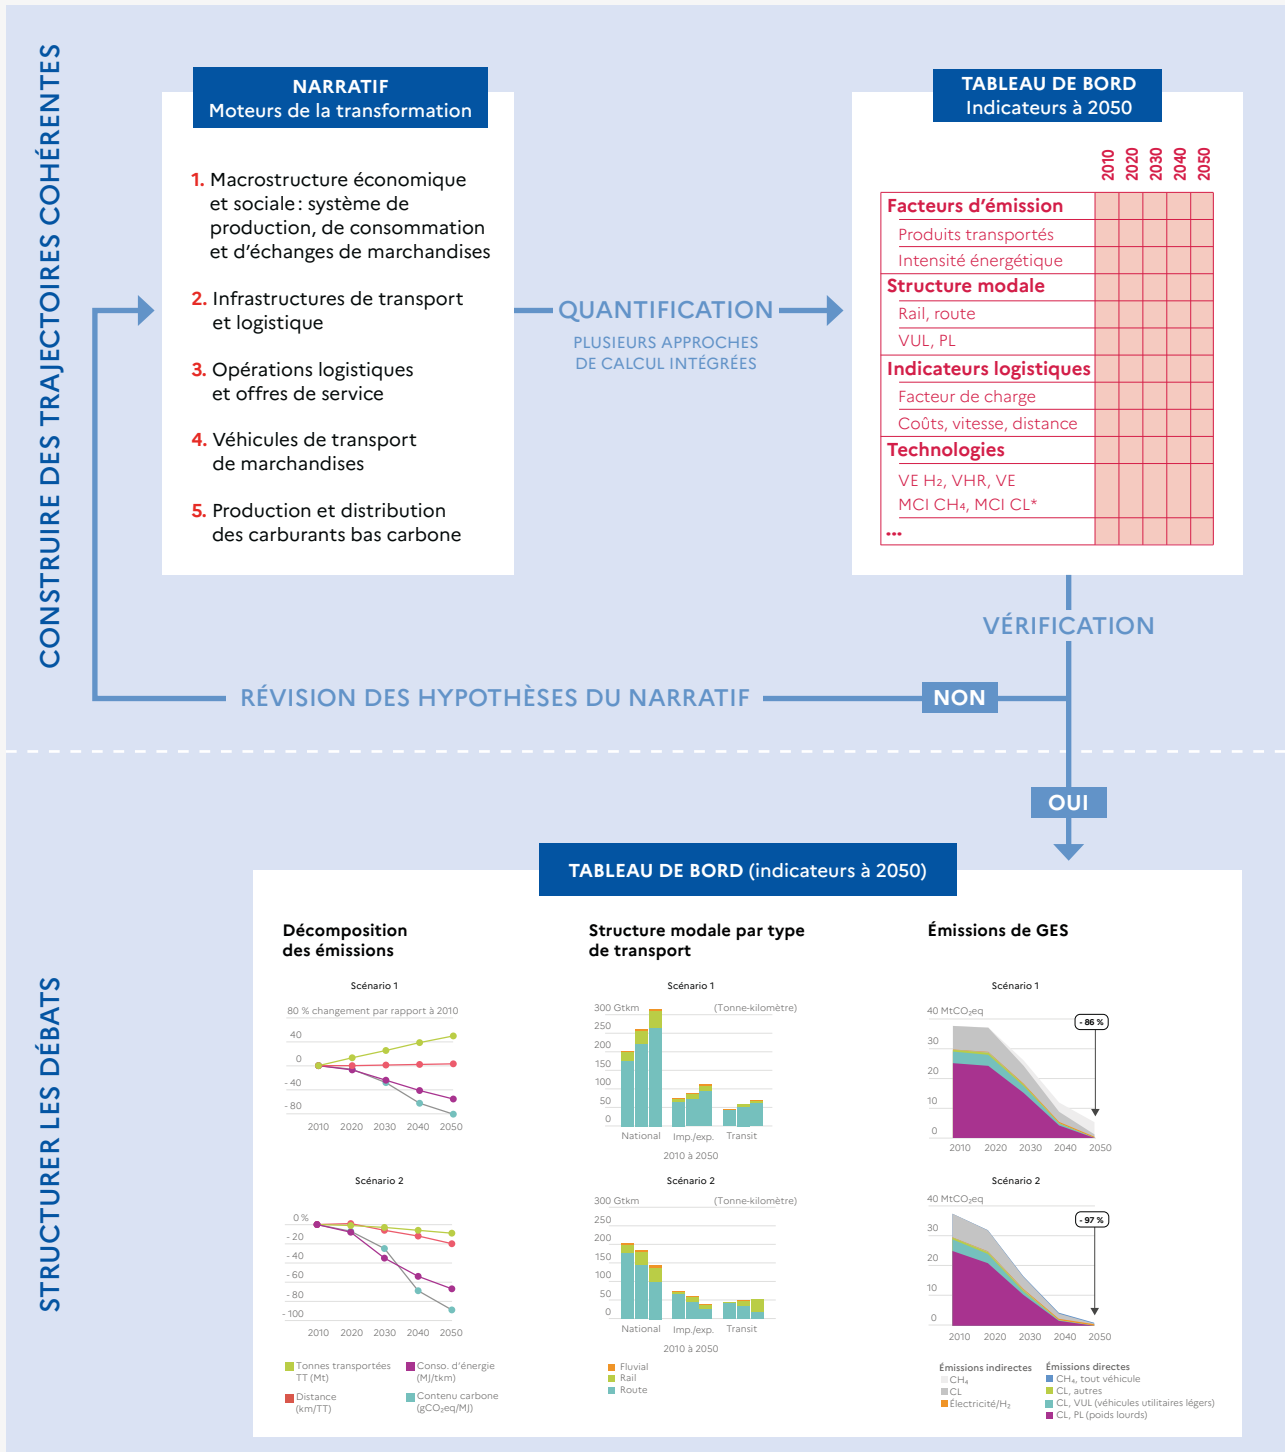 CONSTRUIRE DES TRAJECTOIRES COHÉRENTES
NARRATIF
Moteurs de la transformation
1. Macrostructure économique
et sociale : système de
production, de consommation
et d'échanges de marchandises
2. Infrastructures de transport
et logistique
3. Opérations logistiques
et offres de service
4. Véhicules de transport
de marchandises
5. Production et distribution
des carburants bas carbone
QUANTIFICATION
PLUSIEURS APPROCHES
DE CALCUL INTÉGRÉES
TABLEAU DE BORD
Indicateurs à 2050
2010 2020 2030 2040 2050
Facteurs d'émission
Produits transportés
Intensité énergétique
Structure modale
Rail, route
VUL, PL
Indicateurs logistiques
Facteur de charge
Coûts, vitesse, distance
Technologies
VE H₂, VHR, VE
MCI CH₄, MCI CL*
...
VÉRIFICATION
RÉVISION DES HYPOTHÈSES DU NARRATIF
NON
OUI
STRUCTURER LES DÉBATS
TABLEAU DE BORD (indicateurs à 2050)
Décomposition
des émissions
Scénario 1
80 % changement par rapport à 2010
40
0
- 40
- 80
2010 2020 2030 2040 2050
Scénario 2
0 %
- 20
- 40
- 60
- 80
- 100
2010 2020 2030 2040 2050
Tonnes transportées
TT (Mt)
Distance
(km/TT)
Conso. d'énergie
(MJ/tkm)
Contenu carbone
(gCO₂eq/MJ)
Structure modale par type
de transport
Scénario 1
300 Gtkm (Tonne-kilomètre)
250
200
150
100
50
0
National Imp./exp. Transit
2010 à 2050
Scénario 2
300 Gtkm (Tonne-kilomètre)
250
200
150
100
50
0
National Imp./exp. Transit
2010 à 2050
Fluvial
Rail
Route
Émissions de GES
Scénario 1
40 MtCO₂eq
- 86 %
30
20
10
0
2010 2020 2030 2040 2050
Scénario 2
40 MtCO₂eq
- 97 %
30
20
10
0
2010 2020 2030 2040 2050
Émissions indirectes
CH₄
CL
Électricité/H₂
Émissions directes
CH₄, tout véhicule
CL, autres
CL, VUL (véhicules utilitaires légers)
CL, PL (poids lourds)